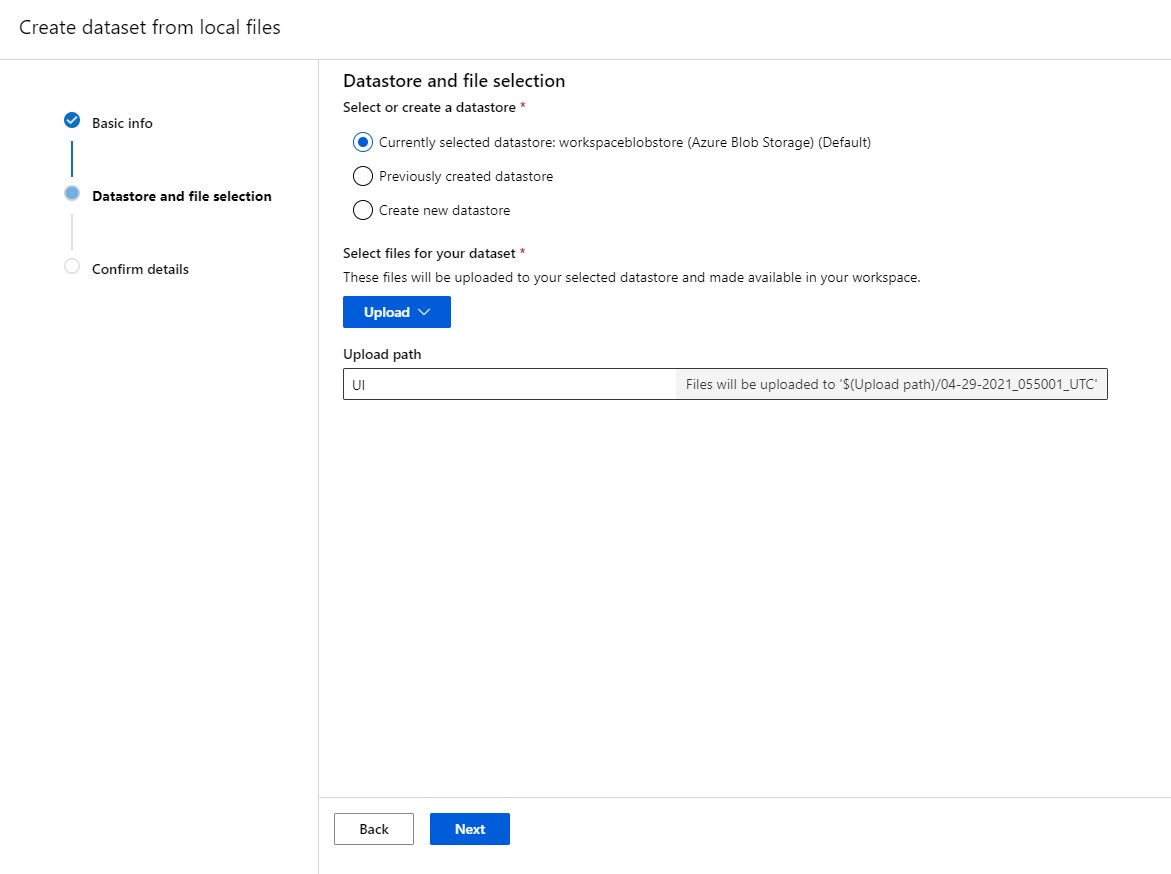 Create dataset from local files
Basic info
Datastore and file selection
Confirm details
Datastore and file selection
Select or create a datastore *
Currently selected datastore: workspaceblobstore (Azure Blob Storage) (Default)
Previously created datastore
Create new datastore
Select files for your dataset *
These files will be uploaded to your selected datastore and made available in your workspace.
Upload
Upload path
UI Files will be uploaded to '$(Upload path)/04-29-2021_055001_UTC'
Back Next